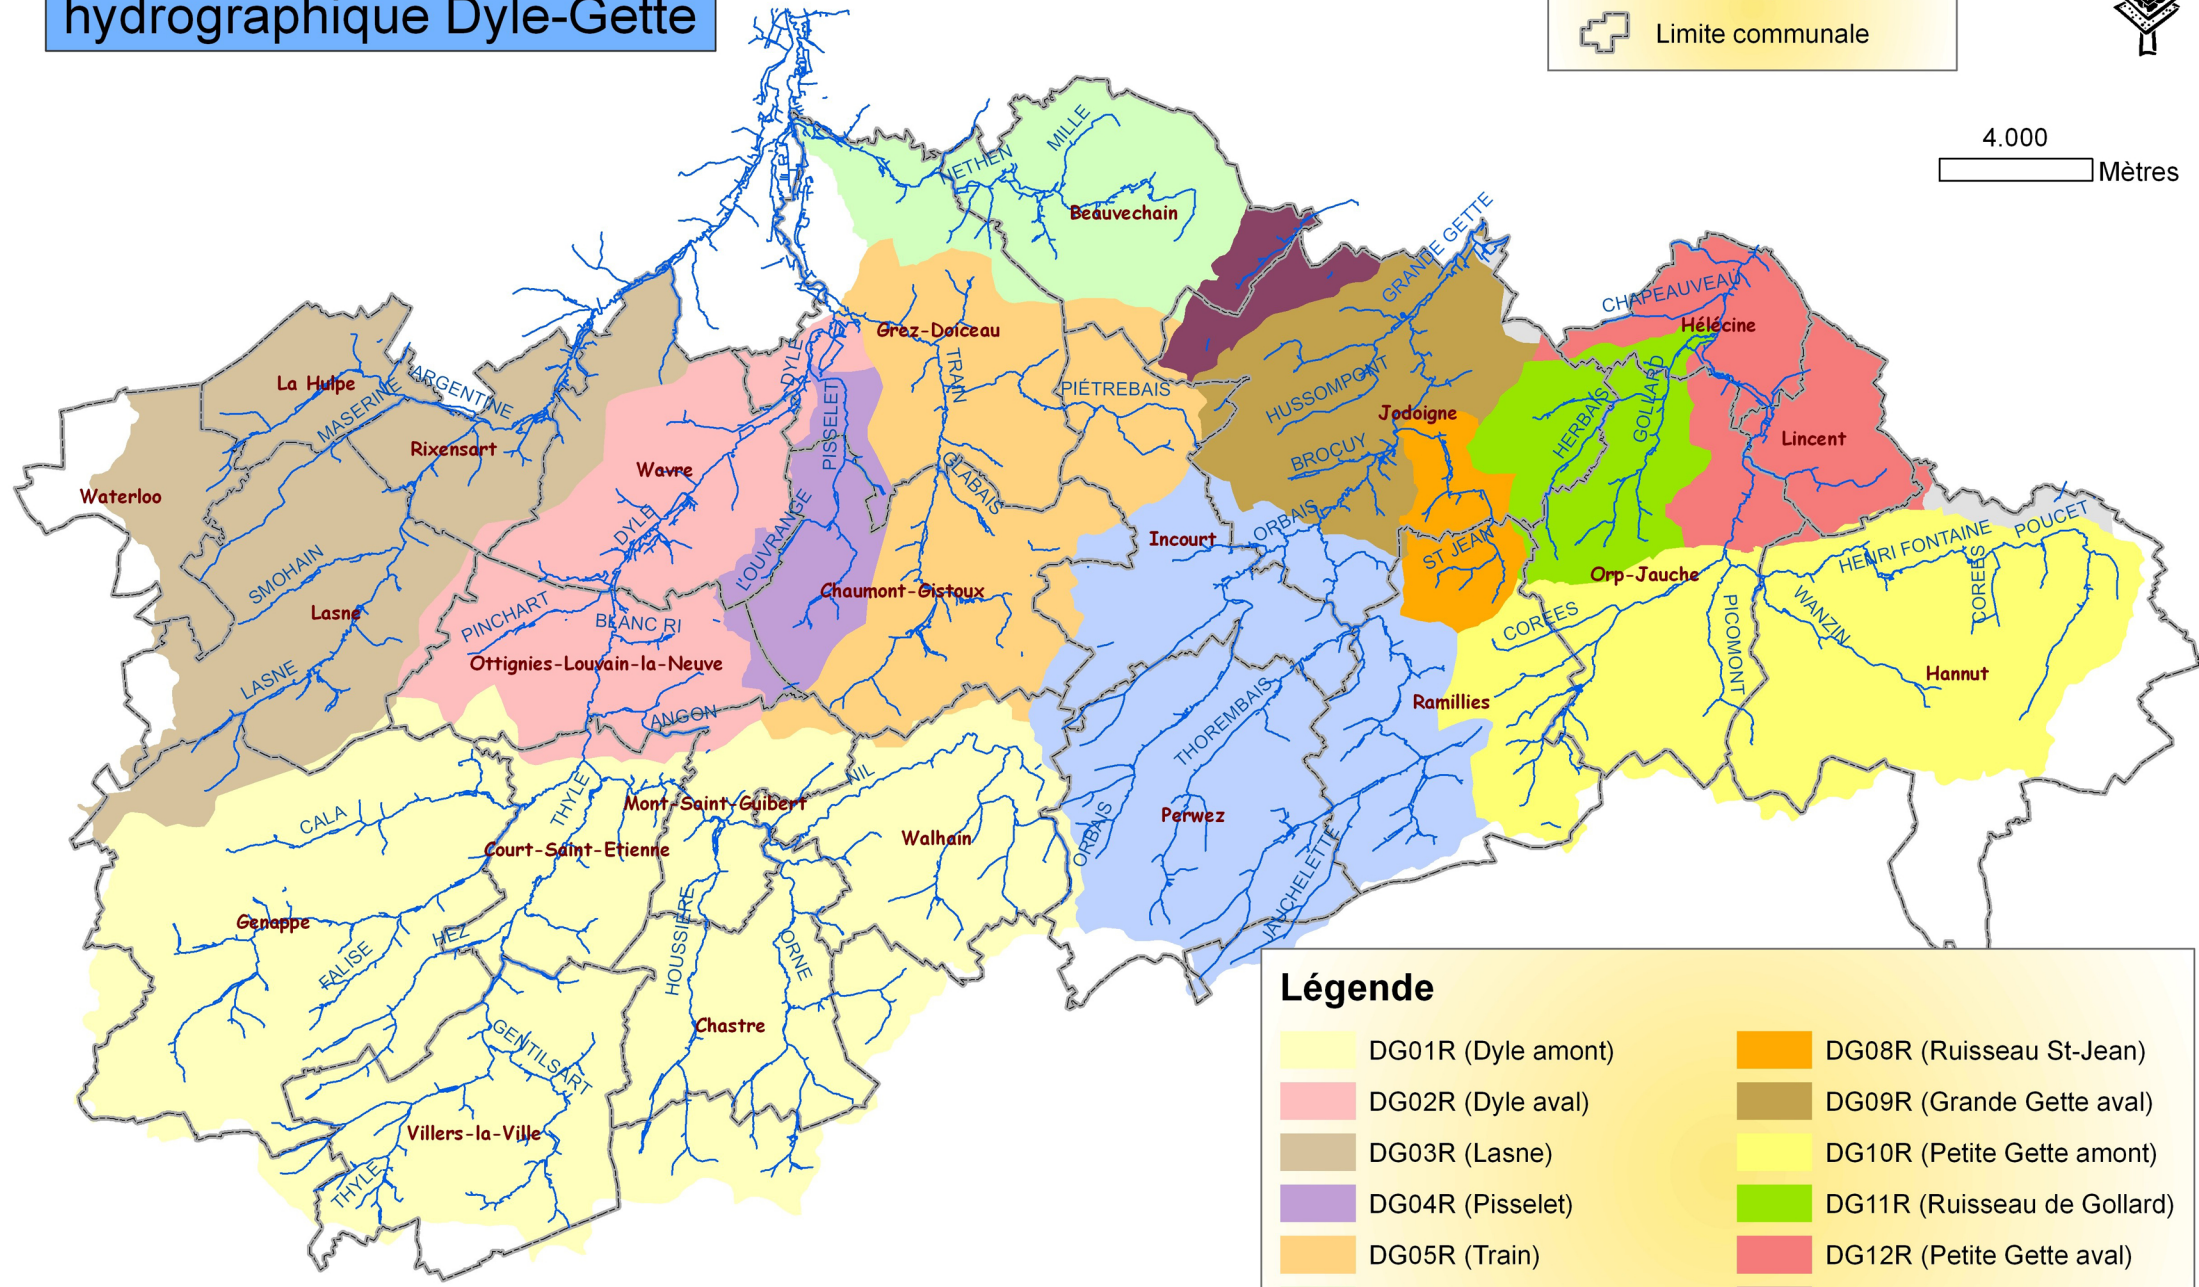 hydrographique Dyle-Gette
Limite communale
4.000
Mètres
MILLE
NETHEN
Beauvechain
GRANDE GETTE
CHAPEAUVEAU
Hélécine
Grez-Doiceau
DYLE
TRAIN
La Hulpe
MASERINE
ARGENTINE
PISSELET
PIÉTREBAIS
HUSSOMPONT
Jodoigne
HERBAIS
GOLLARD
Lincent
Rixensart
Wavre
BROCUY
GLABAIS
Waterloo
DYLE
L'OUVRANGE
Incourt
ORBAIS
ST JEAN
HENRI FONTAINE
POUCET
SMOHAIN
Lasne
PINCHART
BLANC RI
Chaumont-Gistoux
Orp-Jauche
COREES
PICOMONT
WANZIN
COREES
Ottignies-Louvain-la-Neuve
LASNE
ANGON
THOREMBAIS
Ramillies
Hannut
NIL
THYLE
Mont-Saint-Guibert
CALA
Court-Saint-Etienne
Walhain
Perwez
ORBAIS
JAUCHELETTE
Genappe
HEZ
FALISE
HOUSSIÈRE
ORNE
Chastre
GENTILSART
Villers-la-Ville
THYLE
Légende
DG01R (Dyle amont)
DG02R (Dyle aval)
DG03R (Lasne)
DG04R (Pisselet)
DG05R (Train)
DG08R (Ruisseau St-Jean)
DG09R (Grande Gette aval)
DG10R (Petite Gette amont)
DG11R (Ruisseau de Gollard)
DG12R (Petite Gette aval)